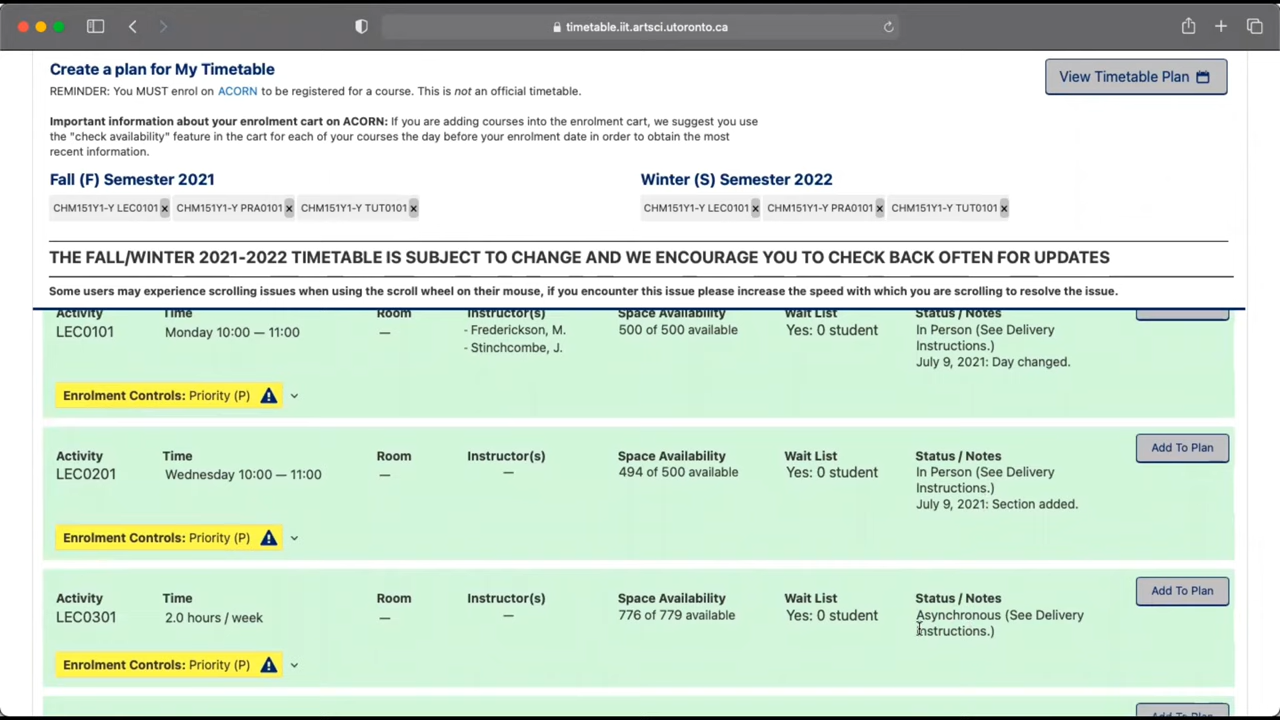 timetable.iit.artsci.utoronto.ca
Create a plan for My Timetable
View Timetable Plan
REMINDER: You MUST enrol on ACORN to be registered for a course. This is not an official timetable.
Important information about your enrolment cart on ACORN: If you are adding courses into the enrolment cart, we suggest you use
the "check availability" feature in the cart for each of your courses the day before your enrolment date in order to obtain the most
recent information.
Fall (F) Semester 2021
CHM151Y1-Y LEC0101 × CHM151Y1-Y PRA0101 × CHM151Y1-Y TUT0101 ×
Winter (S) Semester 2022
CHM151Y1-Y LEC0101 × CHM151Y1-Y PRA0101 × CHM151Y1-Y TUT0101 ×
THE FALL/WINTER 2021-2022 TIMETABLE IS SUBJECT TO CHANGE AND WE ENCOURAGE YOU TO CHECK BACK OFTEN FOR UPDATES
Some users may experience scrolling issues when using the scroll wheel on their mouse, if you encounter this issue please increase the speed with which you are scrolling to resolve the issue.
Activity Time Room Instructor(s) Space Availability Wait List Status / Notes
LEC0101 Monday 10:00 — 11:00 — - Frederickson, M. 500 of 500 available Yes: 0 student In Person (See Delivery
- Stinchcombe, J. Instructions.)
July 9, 2021: Day changed.
Enrolment Controls: Priority (P)
Activity Time Room Instructor(s) Space Availability Wait List Status / Notes Add To Plan
LEC0201 Wednesday 10:00 — 11:00 — — 494 of 500 available Yes: 0 student In Person (See Delivery
Instructions.)
July 9, 2021: Section added.
Enrolment Controls: Priority (P)
Activity Time Room Instructor(s) Space Availability Wait List Status / Notes Add To Plan
LEC0301 2.0 hours / week — — 776 of 779 available Yes: 0 student Asynchronous (See Delivery
Instructions.)
Enrolment Controls: Priority (P)
Add To Plan